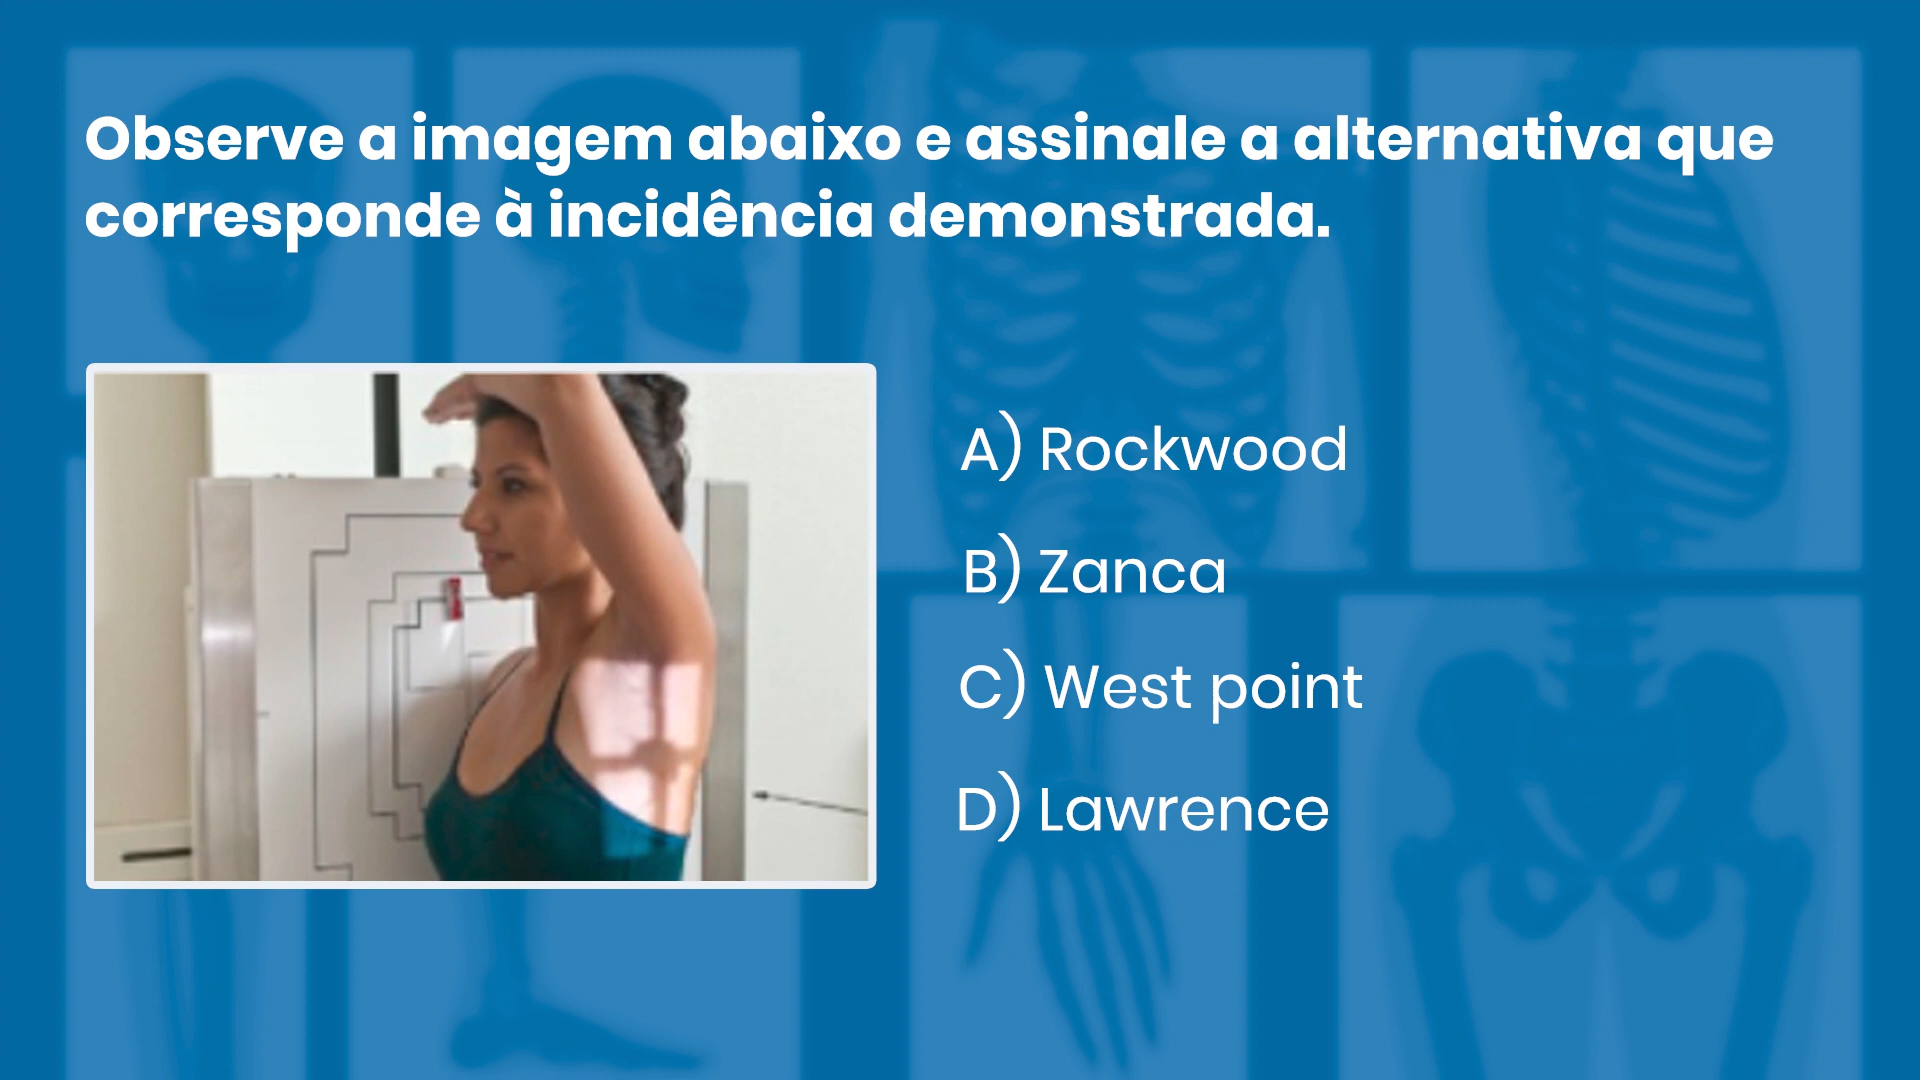 Observe a imagem abaixo e assinale a alternativa que
corresponde à incidência demonstrada.
A) Rockwood
B) Zanca
C) West point
D) Lawrence